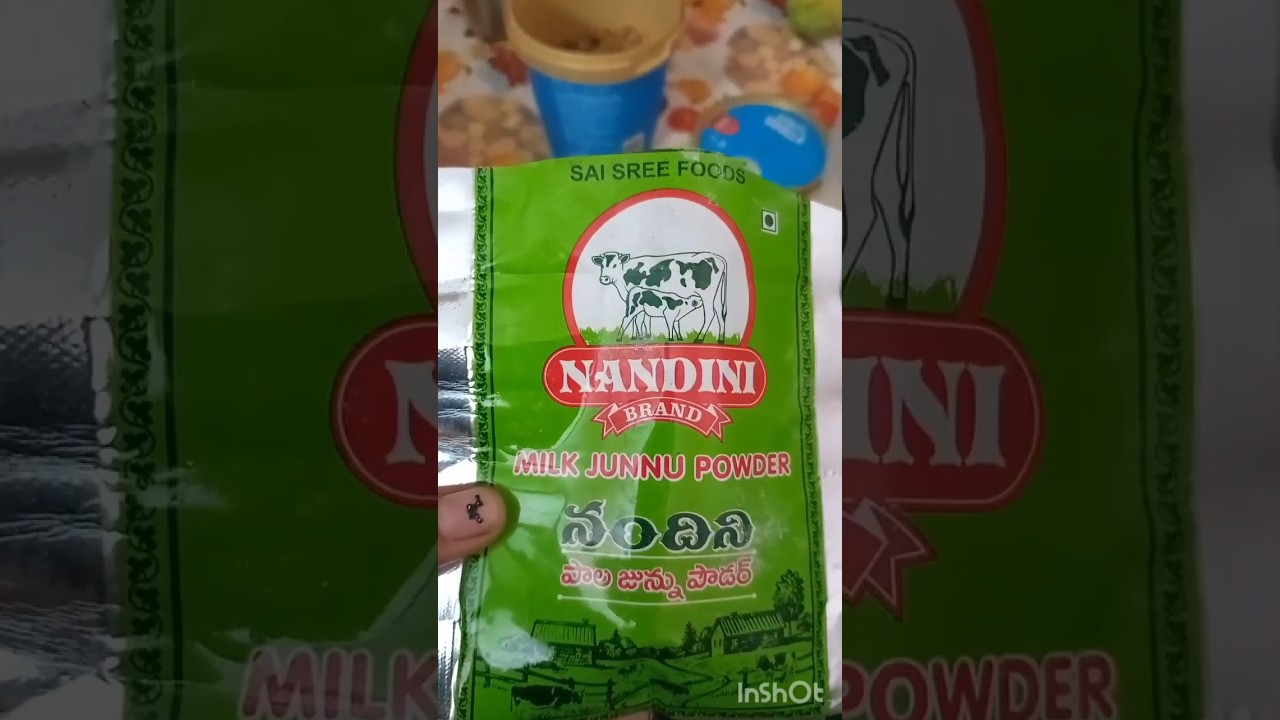 SAI SREE FOODS
NANDINI
BRAND
MILK JUNNU POWDER
నందిని
పాల జున్ను పౌడర్
InShOt